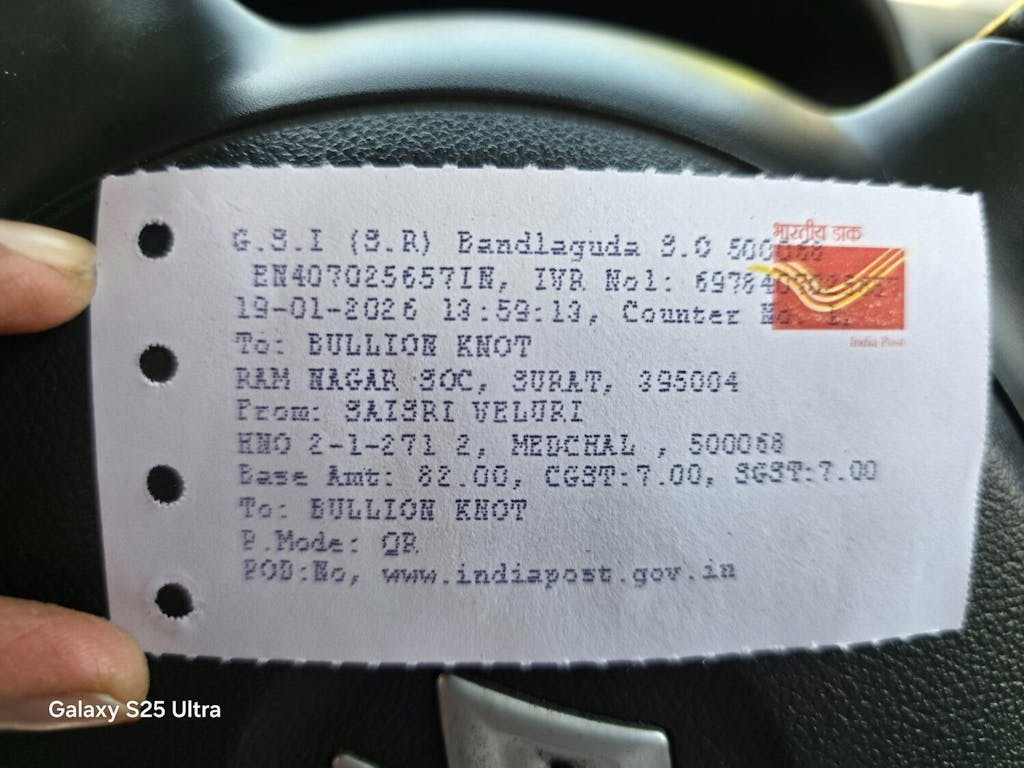 G.S.I (S.R) Bandlaguda S.O 500068
भारतीय डाक
EN407025657IN, IVR No1:
19-01-2026 13:59:13, Counter No.
India Post
To: BULLION KNOT
RAM NAGAR SOC, SURAT, 395004
From: SAISRI VELURI
HNO 2-1-271 2, MEDCHAL , 500068
Base Amt: 82.00, CGST:7.00, SGST:7.00
To: BULLION KNOT
P.Mode: QR
POD:No, www.indiapost.gov.in
Galaxy S25 Ultra